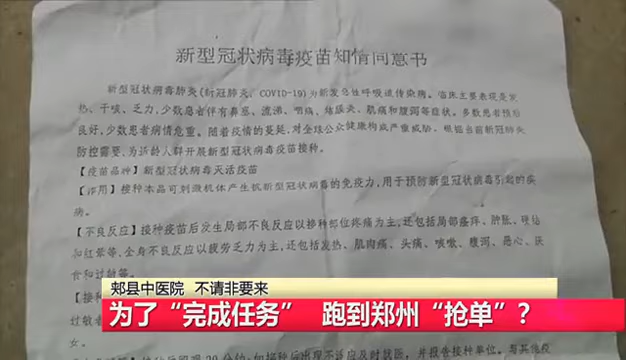 新型冠状病毒疫苗知情同意书
新型冠状病毒肺炎(新冠肺炎、COVID-19)为新发急性呼吸道传染病。临床主要表现是发
热、干咳、乏力,少数患者伴有鼻塞、流涕、咽痛、结膜炎、肌痛和腹泻等症状。多数患者预后
良好,少数患者病情危重。随着疫情的蔓延,对全球公众健康构成严重威胁。根据当前新冠肺炎
防控需要,为适龄人群开展新型冠状病毒疫苗接种。
【疫苗品种】新型冠状病毒灭活疫苗
【作用】接种本品可刺激机体产生抗新型冠状病毒的免疫力,用于预防新型冠状病毒引起的疾
病。
【不良反应】接种疫苗后发生局部不良反应以接种部位疼痛为主,还包括局部瘙痒、肿胀、硬结
和红晕等,全身不良反应以疲劳乏力为主,还包括发热、肌肉痛、头痛、咳嗽、腹泻、恶心、厌
食和过敏等。
【接种
过敏者
女。
郏县中医院 不请非要来
为了“完成任务” 跑到郑州“抢单”?